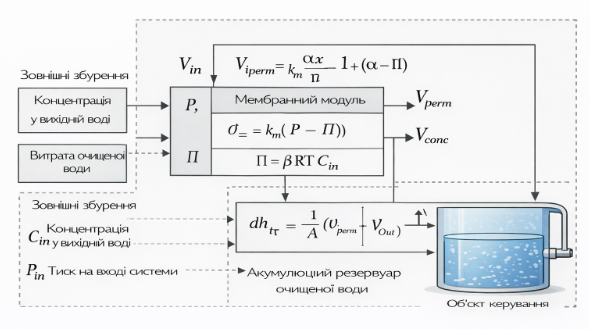 Зовнішні збурення
V_in
V_iperm = k_m αx/n — 1 + (α − Π)
Концентрація
у вихідній воді
P,
Мембранний модуль
V_perm
σ_= = k_m( P − Π))
V_conc
Витрата очищеної
води
Π
Π = β RT C_in
Зовнішні збурення
C_in Концентрація
у вихідній воді
dh_tτ = 1/A (υ_perm − V_Out)
P_in Тиск на вході системи
Акумуляціий резервуар
очищеної води
Об'єкт керування